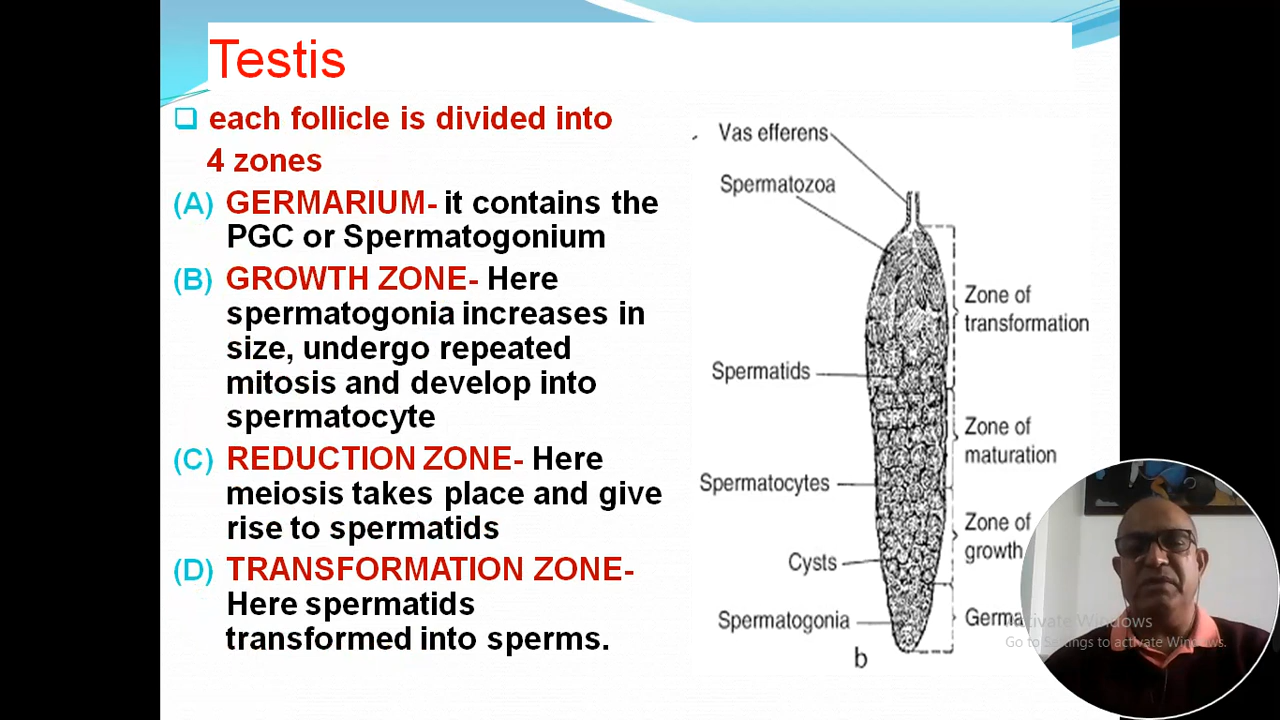 Testis
each follicle is divided into
4 zones
(A) GERMARIUM- it contains the
PGC or Spermatogonium
(B) GROWTH ZONE- Here
spermatogonia increases in
size, undergo repeated
mitosis and develop into
spermatocyte
(C) REDUCTION ZONE- Here
meiosis takes place and give
rise to spermatids
(D) TRANSFORMATION ZONE-
Here spermatids
transformed into sperms.
Vas efferens
Spermatozoa
Zone of
transformation
Spermatids
Zone of
maturation
Spermatocytes
Zone of
growth
Cysts
Spermatogonia
b
Activate Windows
Go to Settings to activate Windows.